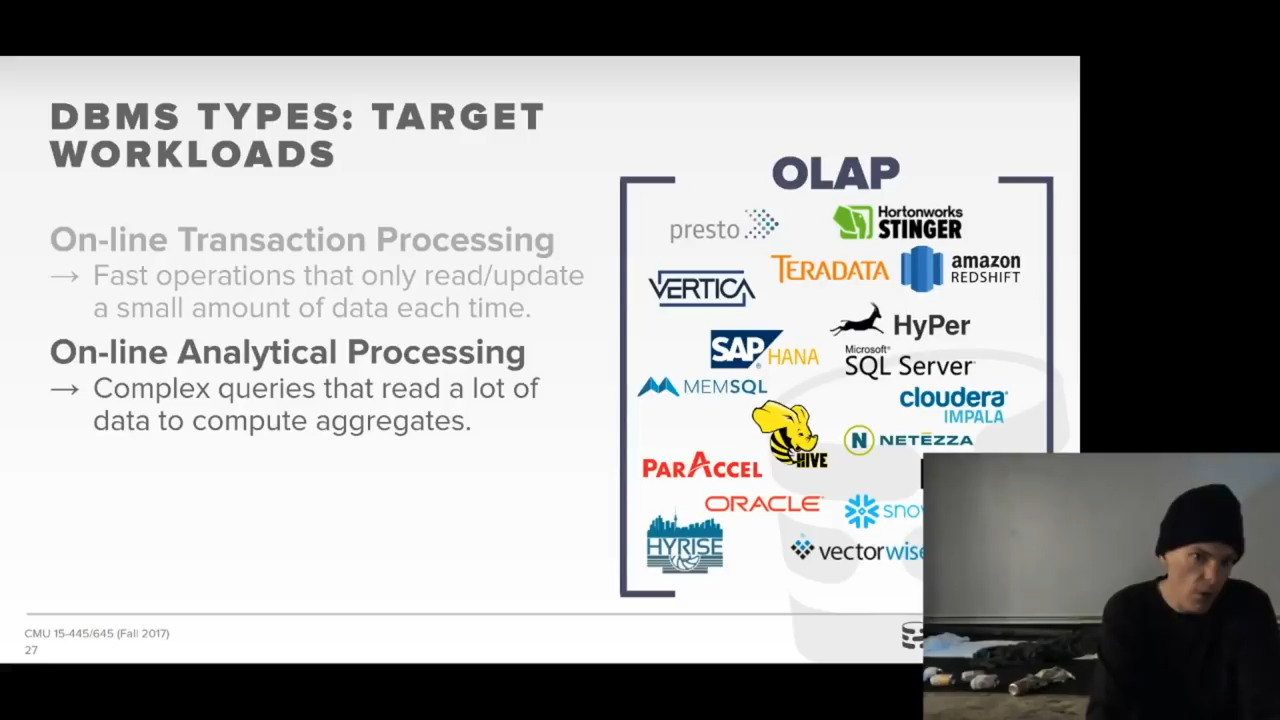 DBMS TYPES: TARGET
WORKLOADS
On-line Transaction Processing
→ Fast operations that only read/update
a small amount of data each time.
On-line Analytical Processing
→ Complex queries that read a lot of
data to compute aggregates.
OLAP
presto
Hortonworks
STINGER
TERADATA
amazon
REDSHIFT
VERTICA
HyPer
SAP HANA
Microsoft®
SQL Server
MEMSQL
cloudera
IMPALA
HIVE
NETEZZA
PARACCEL
ORACLE
sno
HYRISE
vectorwise
CMU 15-445/645 (Fall 2017)
27